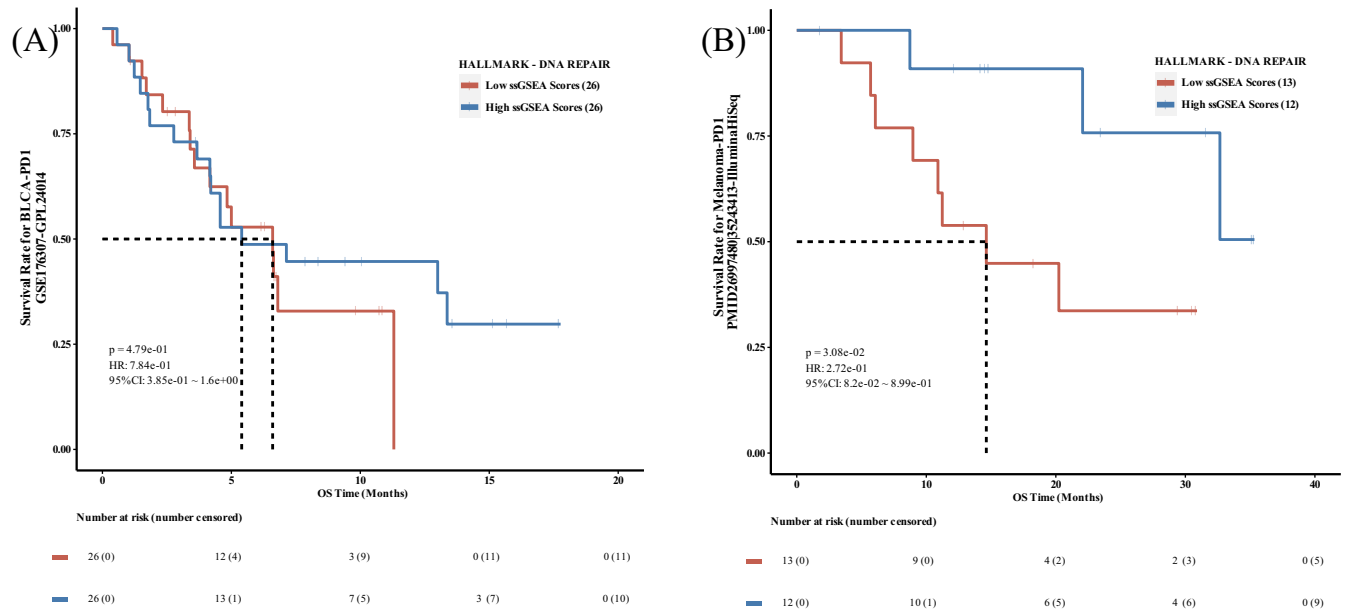 (A)
Survival Rate for BLCA-PD1
GSE176307-GPL24014
1.00
0.75
0.50
0.25
0.00
HALLMARK - DNA REPAIR
Low ssGSEA Scores (26)
High ssGSEA Scores (26)
p = 4.79e-01
HR: 7.84e-01
95%CI: 3.85e-01 ~ 1.6e+00
0 5 10 15 20
OS Time (Months)
Number at risk (number censored)
26 (0) 12 (4) 3 (9) 0 (11) 0 (11)
26 (0) 13 (1) 7 (5) 3 (7) 0 (10)
(B)
Survival Rate for Melanoma-PD1
PMID26997480|35243413-IlluminaHiSeq
1.00
0.75
0.50
0.25
0.00
HALLMARK - DNA REPAIR
Low ssGSEA Scores (13)
High ssGSEA Scores (12)
p = 3.08e-02
HR: 2.72e-01
95%CI: 8.2e-02 ~ 8.99e-01
0 10 20 30 40
OS Time (Months)
Number at risk (number censored)
13 (0) 9 (0) 4 (2) 2 (3) 0 (5)
12 (0) 10 (1) 6 (5) 4 (6) 0 (9)